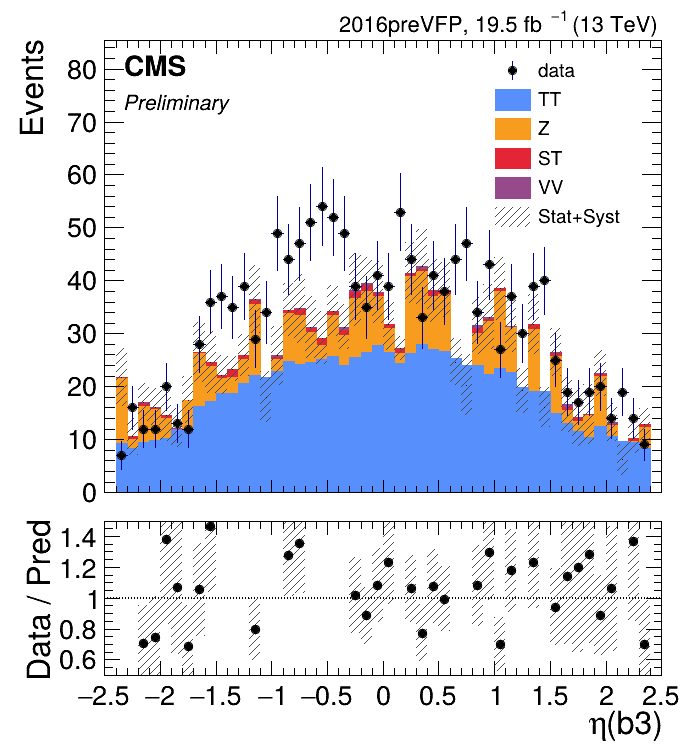 2016preVFP, 19.5 fb⁻¹ (13 TeV)
CMS
Preliminary
data
TT
Z
ST
VV
Stat+Syst
Events
80
70
60
50
40
30
20
10
0
Data / Pred
1.4
1.2
1
0.8
0.6
−2.5 −2 −1.5 −1 −0.5 0 0.5 1 1.5 2 2.5
η(b3)